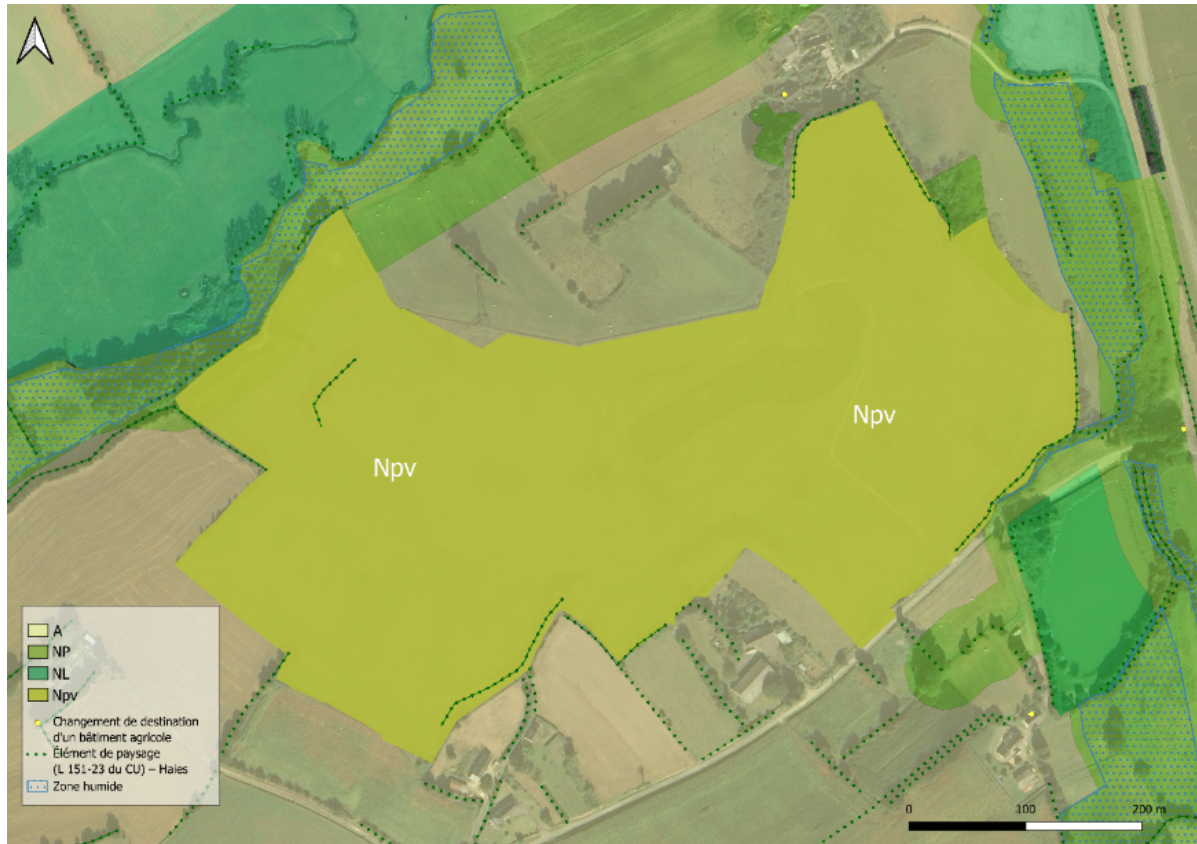 Npv
Npv
A
NP
NL
Npv
Changement de destination
d'un bâtiment agricole
Élément de paysage
(L 151-23 du CU) – Haies
Zone humide
0 100 200 m